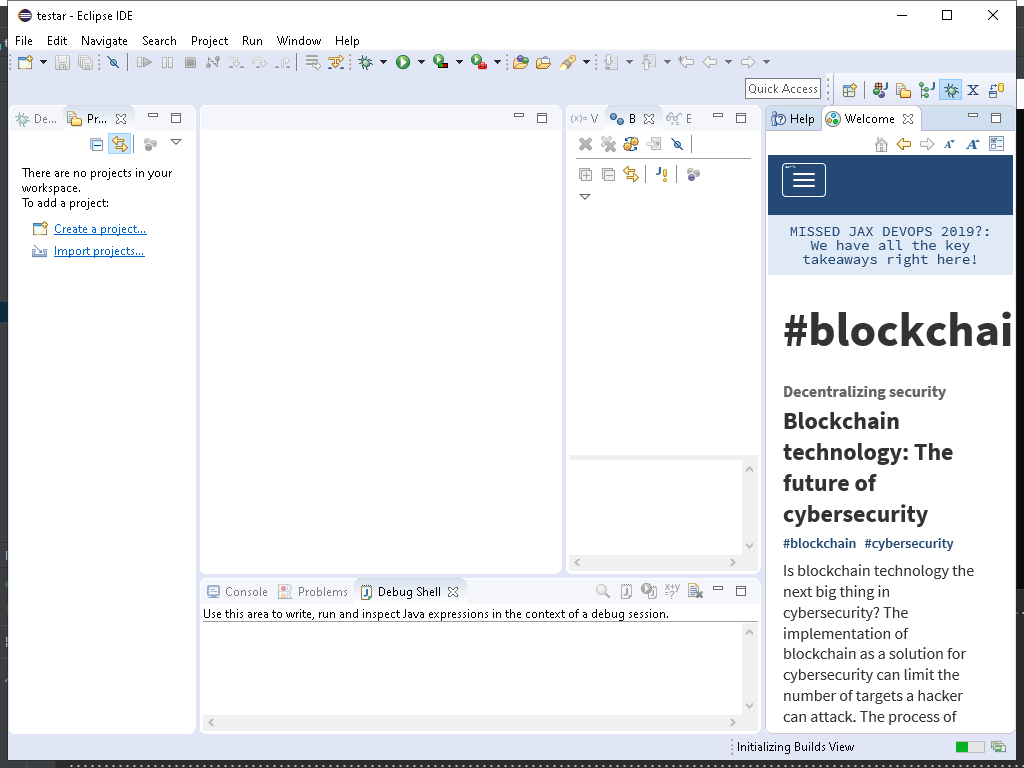 testar - Eclipse IDE
File Edit Navigate Search Project Run Window Help
Quick Access
De... Pr...
(x)= V B E
Help Welcome
There are no projects in your
workspace.
To add a project:
Create a project...
Import projects...
MISSED JAX DEVOPS 2019?:
We have all the key
takeaways right here!
#blockchai
Decentralizing security
Blockchain
technology: The
future of
cybersecurity
#blockchain #cybersecurity
Is blockchain technology the
next big thing in
cybersecurity? The
implementation of
blockchain as a solution for
cybersecurity can limit the
number of targets a hacker
can attack. The process of
Console Problems Debug Shell
Use this area to write, run and inspect Java expressions in the context of a debug session.
Initializing Builds View